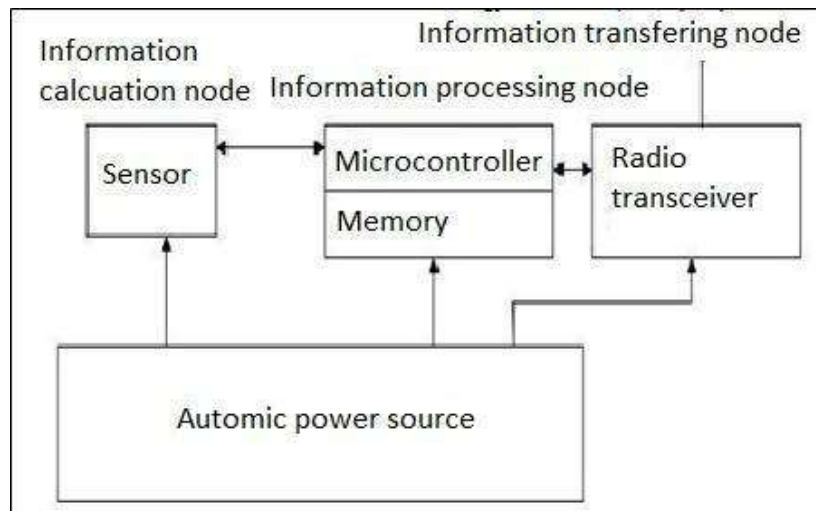 Information transfering node
Information
calcuation node
Information processing node
Sensor
Microcontroller
Memory
Radio
transceiver
Automic power source